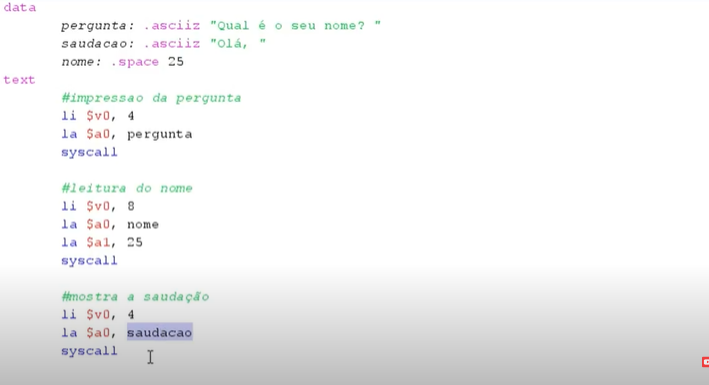 data
pergunta: .asciiz "Qual é o seu nome? "
saudacao: .asciiz "Olá, "
nome: .space 25
text
#impressao da pergunta
li $v0, 4
la $a0, pergunta
syscall
#leitura do nome
li $v0, 8
la $a0, nome
la $a1, 25
syscall
#mostra a saudação
li $v0, 4
la $a0, saudacao
syscall